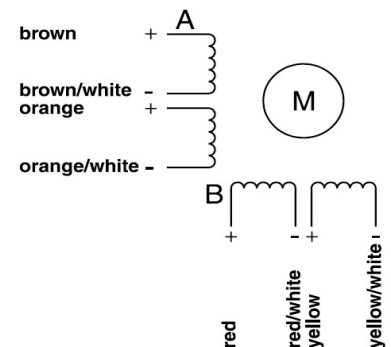 A
brown +
brown/white -
orange +
orange/white -
M
B
+ - + -
red
red/white
yellow
yellow/white